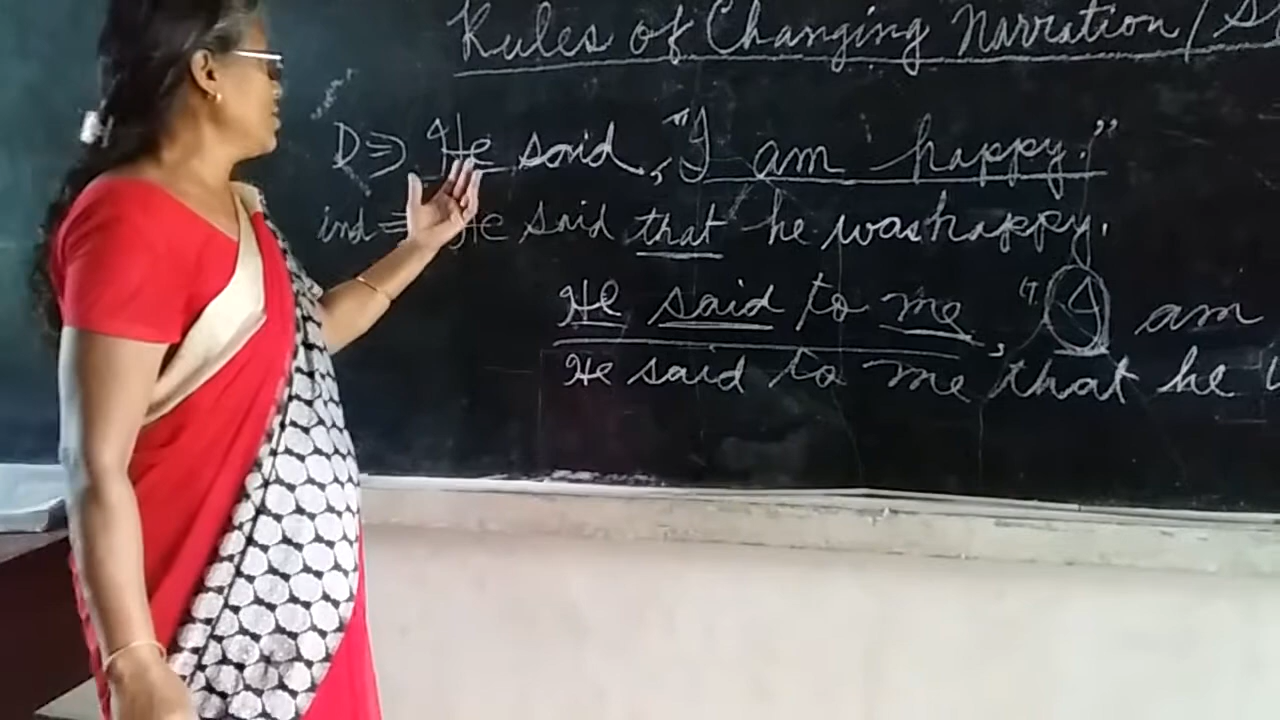 Rules of Changing Narration /
D ⇒ He said, "I am happy."
ind ⇒ He said that he was happy.
He said to me, "I am
He said to me that he